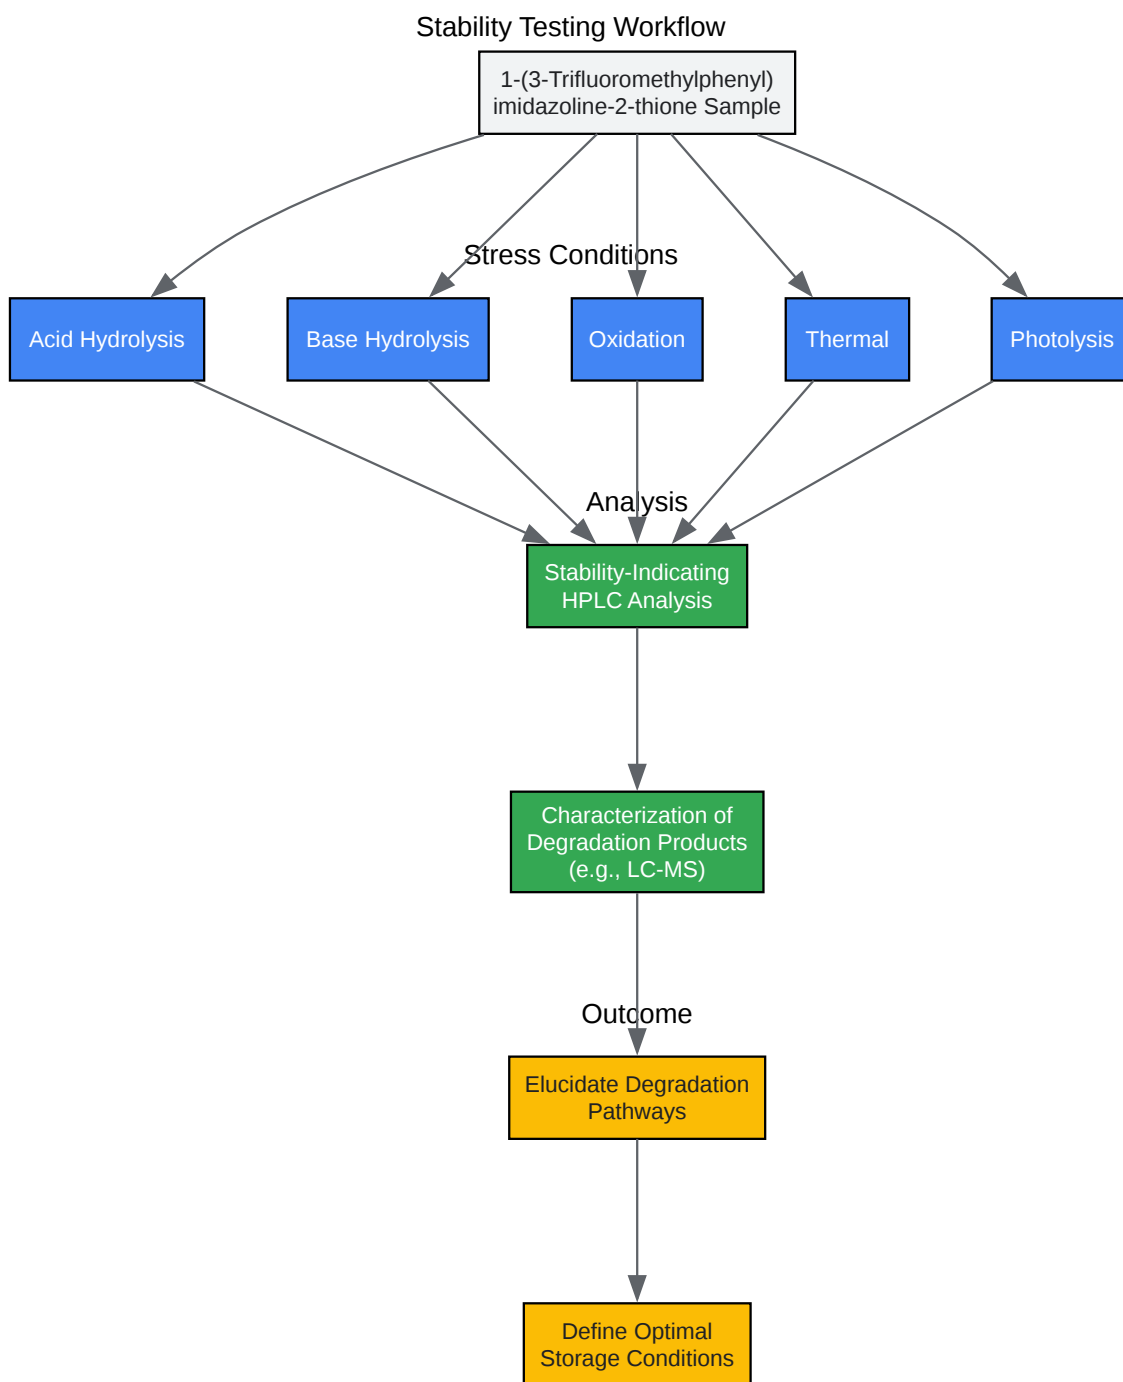 Stability Testing Workflow
1-(3-Trifluoromethylphenyl)
imidazoline-2-thione Sample
Stress Conditions
Acid Hydrolysis
Base Hydrolysis
Oxidation
Thermal
Photolysis
Analysis
Stability-Indicating
HPLC Analysis
Characterization of
Degradation Products
(e.g., LC-MS)
Outcome
Elucidate Degradation
Pathways
Define Optimal
Storage Conditions